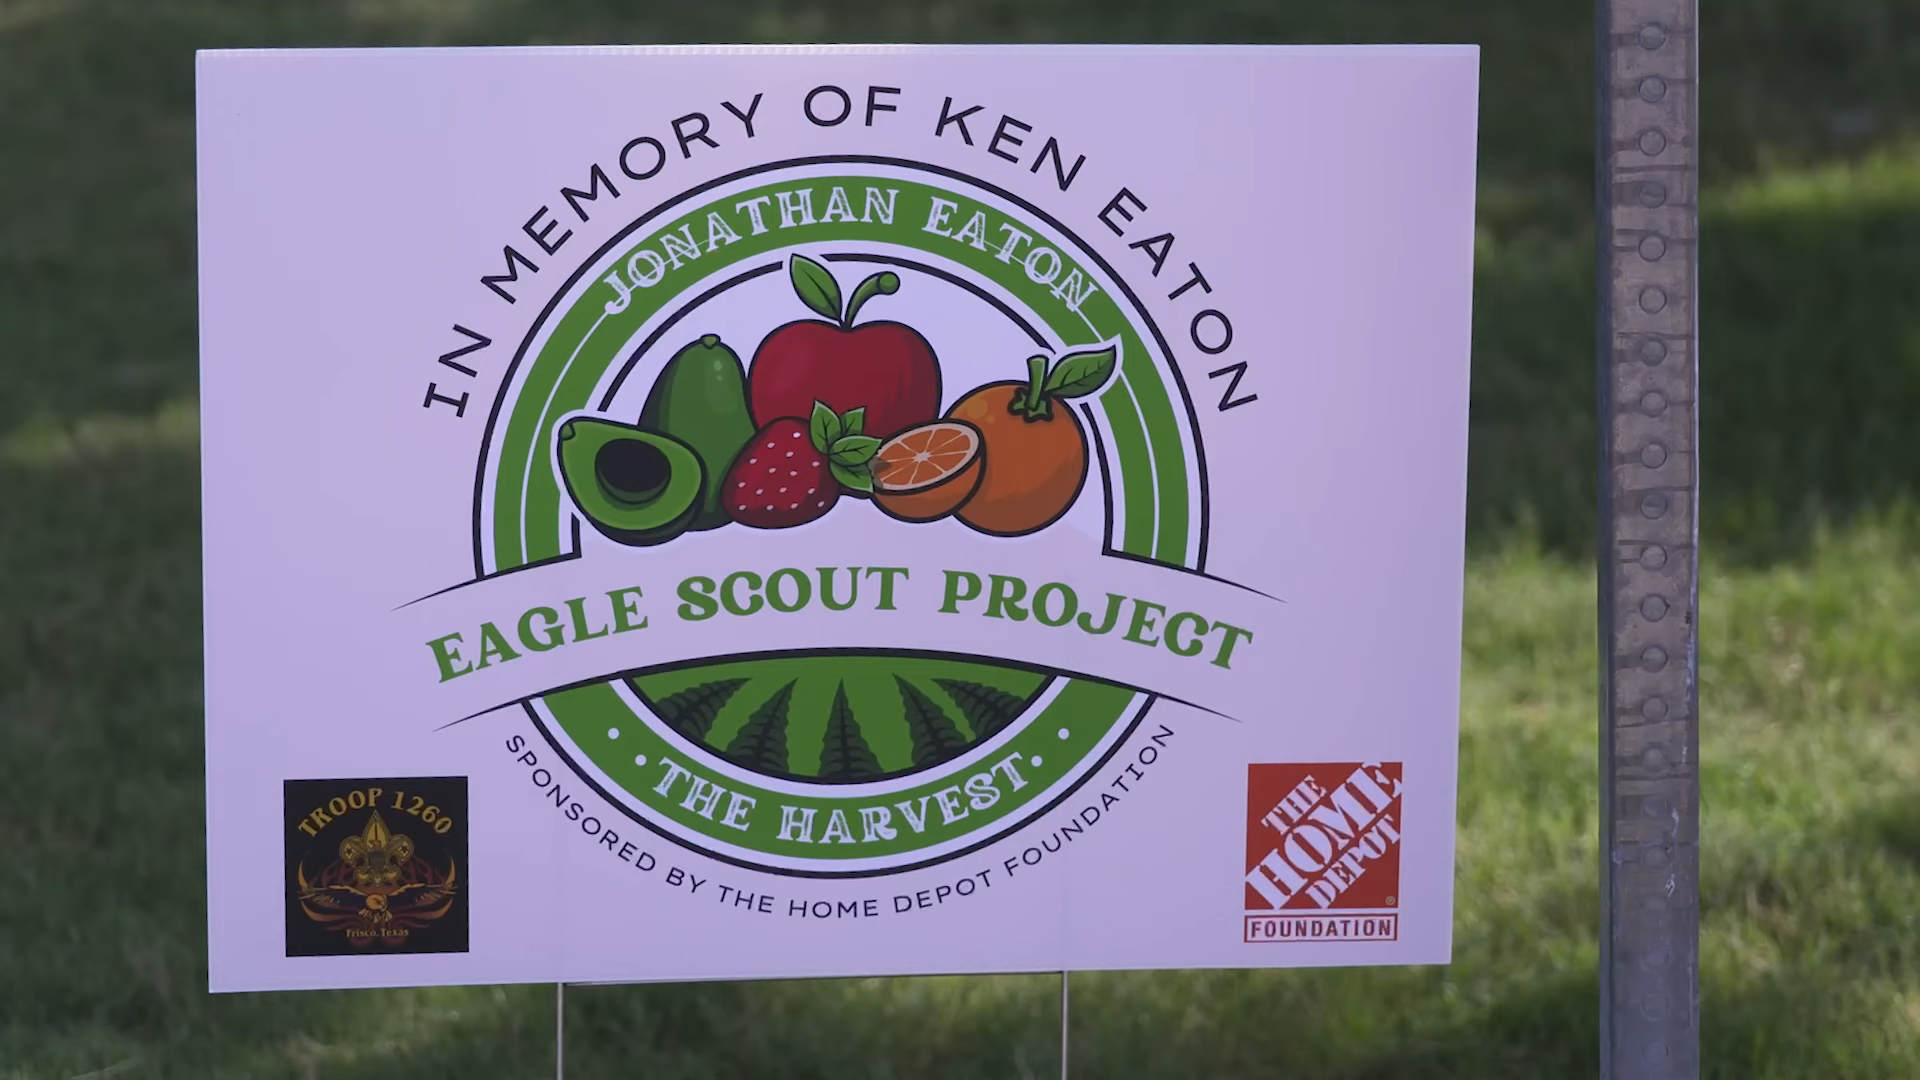 IN MEMORY OF KEN EATON
JONATHAN EATON
EAGLE SCOUT PROJECT
THE HARVEST
SPONSORED BY THE HOME DEPOT FOUNDATION
TROOP 1260
Frisco, Texas
THE
HOME
DEPOT
FOUNDATION